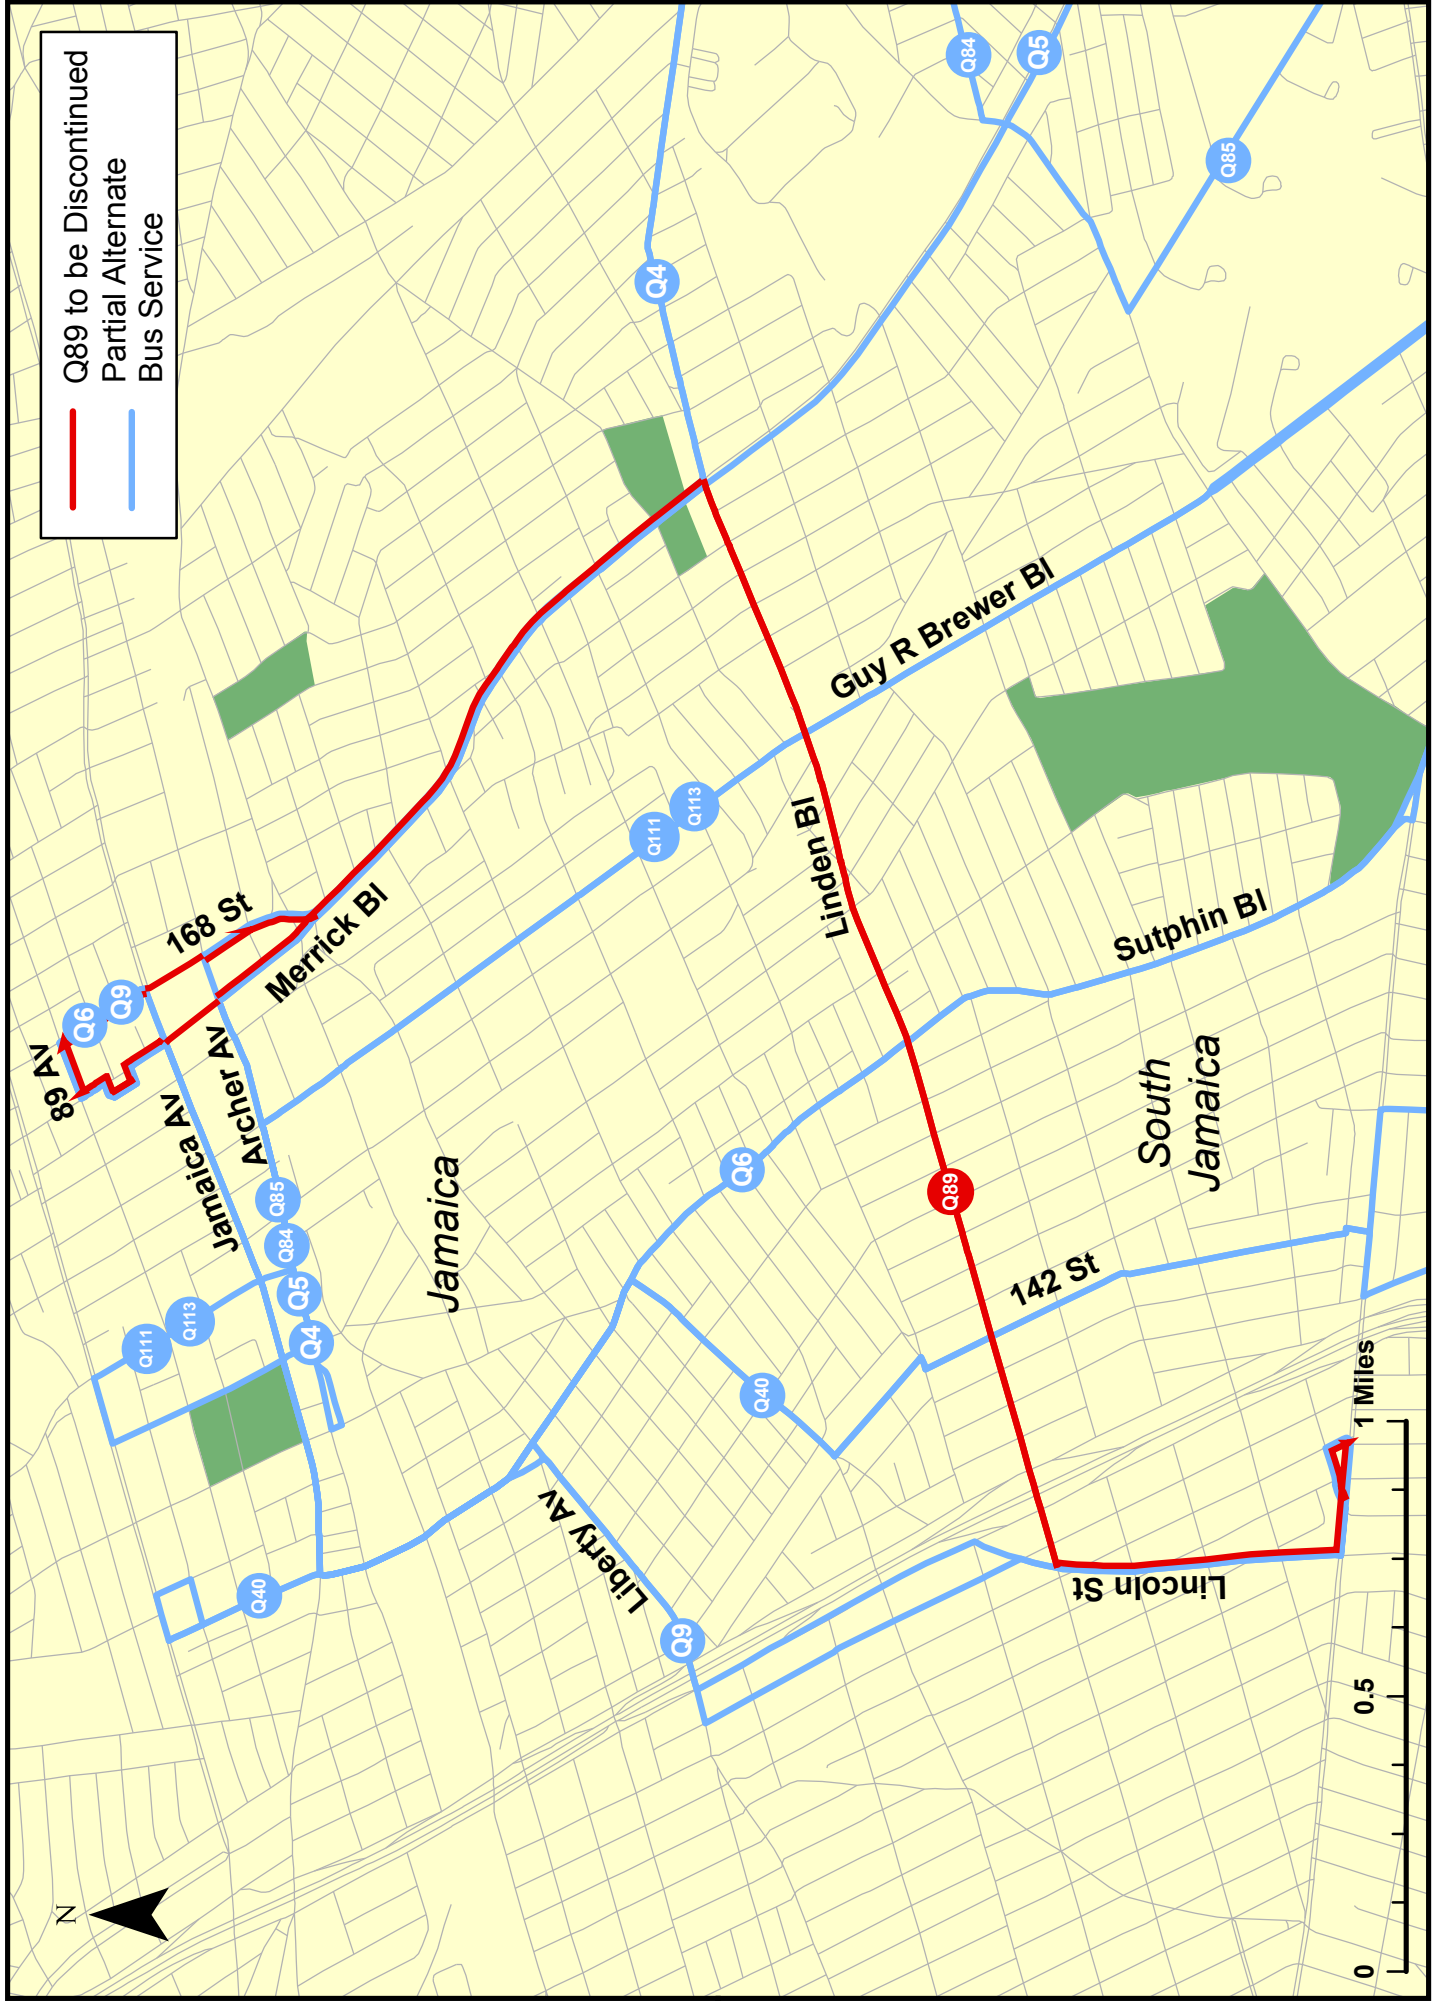 Q89 to be Discontinued
Partial Alternate
Bus Service
N
89 Av
Q6
Q9
168 St
Merrick Bl
Jamaica Av
Archer Av
Q111
Q113
Q85
Q84
Q5
Q4
Q40
Jamaica
Q4
Q84
Q5
Q85
Q111
Q113
Guy R Brewer Bl
Linden Bl
Sutphin Bl
Q6
Q89
Q40
142 St
South
Jamaica
Liberty Av
Q9
Lincoln St
0
0.5
1 Miles